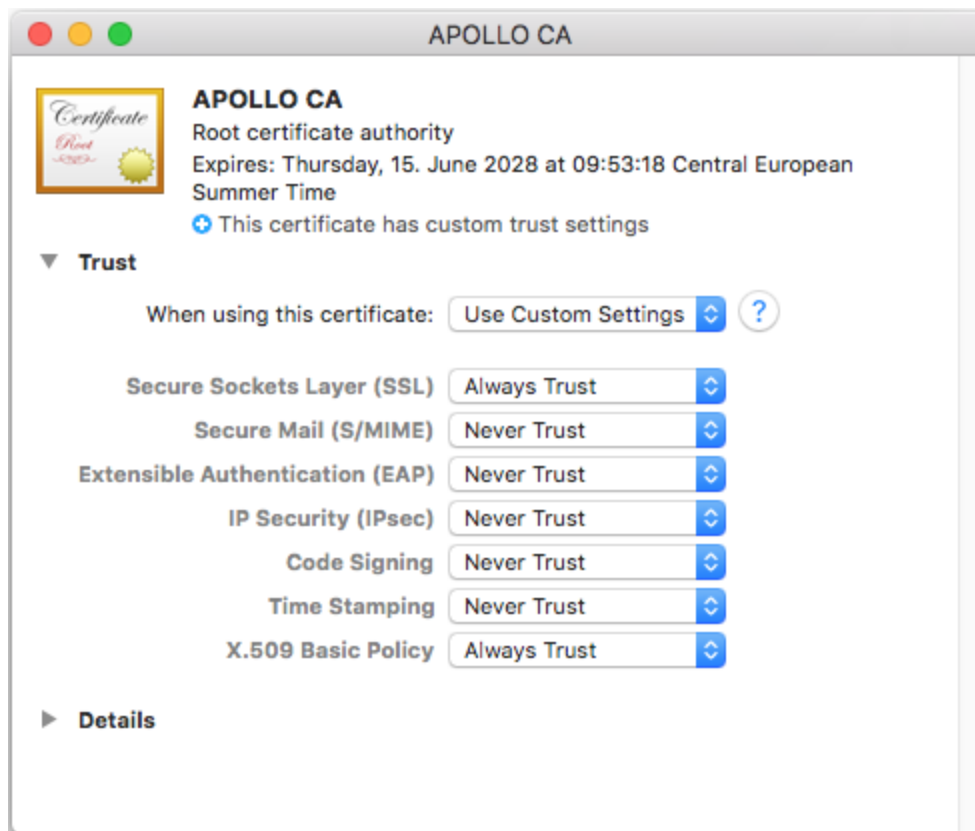 APOLLO CA
Certificate
Root
APOLLO CA
Root certificate authority
Expires: Thursday, 15. June 2028 at 09:53:18 Central European
Summer Time
This certificate has custom trust settings
Trust
When using this certificate: Use Custom Settings ?
Secure Sockets Layer (SSL) Always Trust
Secure Mail (S/MIME) Never Trust
Extensible Authentication (EAP) Never Trust
IP Security (IPsec) Never Trust
Code Signing Never Trust
Time Stamping Never Trust
X.509 Basic Policy Always Trust
Details